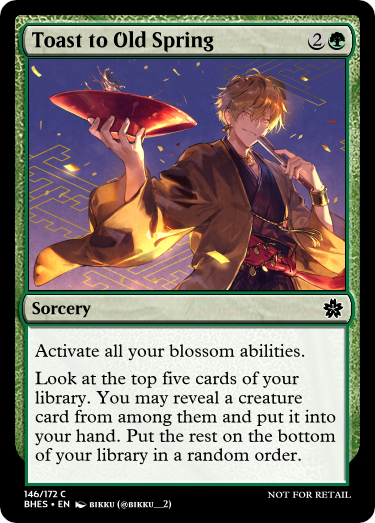 Toast to Old Spring 2
Sorcery
Activate all your blossom abilities.
Look at the top five cards of your
library. You may reveal a creature
card from among them and put it into
your hand. Put the rest on the bottom
of your library in a random order.
146/172 C
BHES • EN BIKKU (@BIKKU__2)
NOT FOR RETAIL